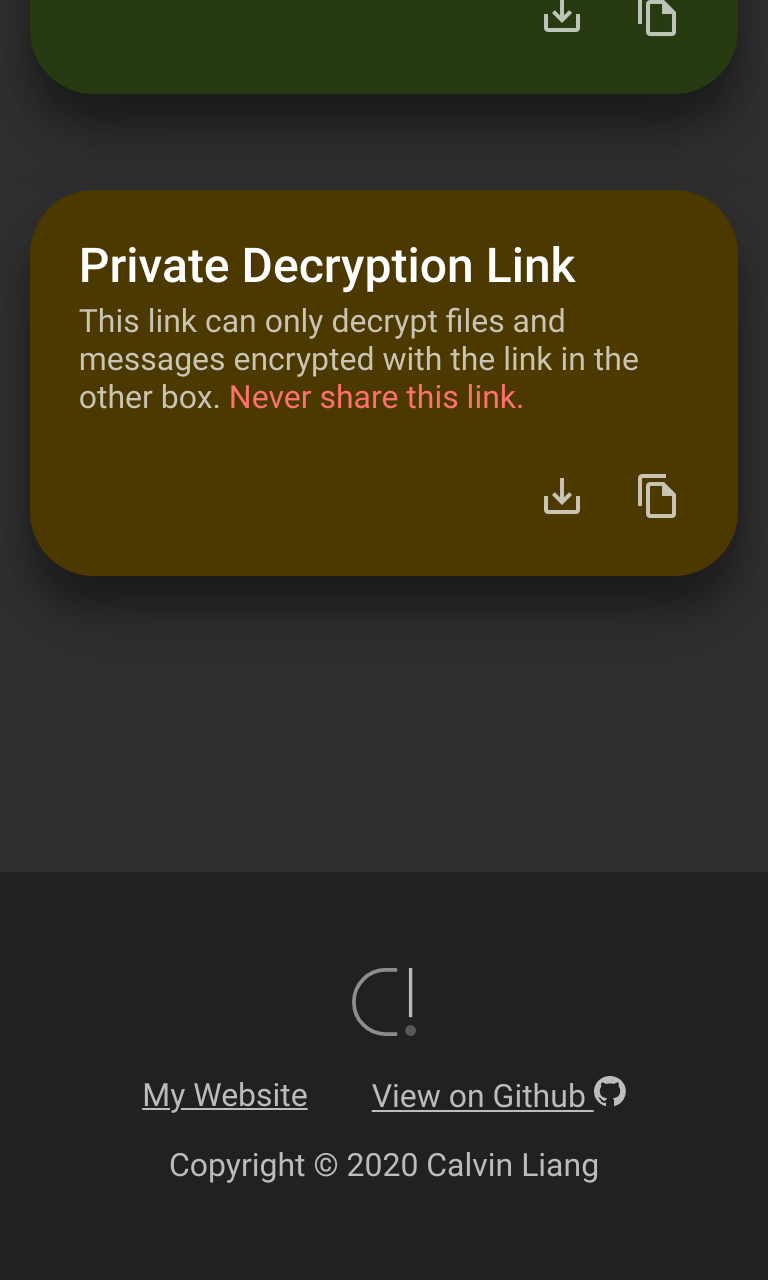 Private Decryption Link
This link can only decrypt files and
messages encrypted with the link in the
other box. Never share this link.
My Website View on Github
Copyright © 2020 Calvin Liang